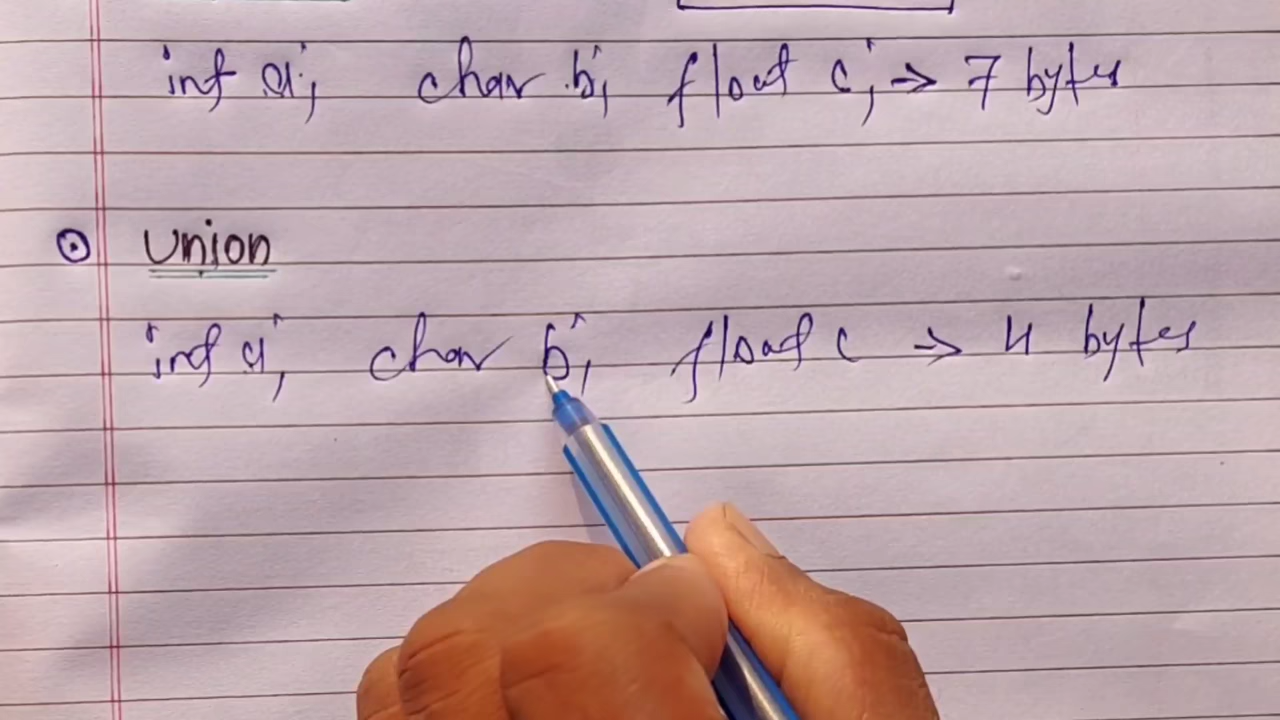 int a; char b; float c; → 7 bytes
Union
int a; char b; float c → 4 bytes